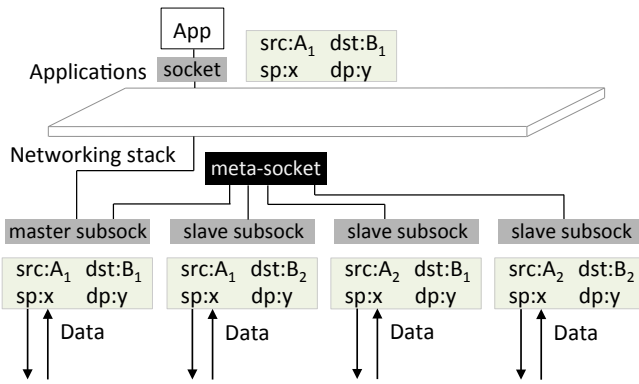 App
Applications
socket
src:A₁ dst:B₁
sp:x dp:y
Networking stack
meta-socket
master subsock
slave subsock
slave subsock
slave subsock
src:A₁ dst:B₁
sp:x dp:y
src:A₁ dst:B₂
sp:x dp:y
src:A₂ dst:B₁
sp:x dp:y
src:A₂ dst:B₂
sp:x dp:y
Data
Data
Data
Data